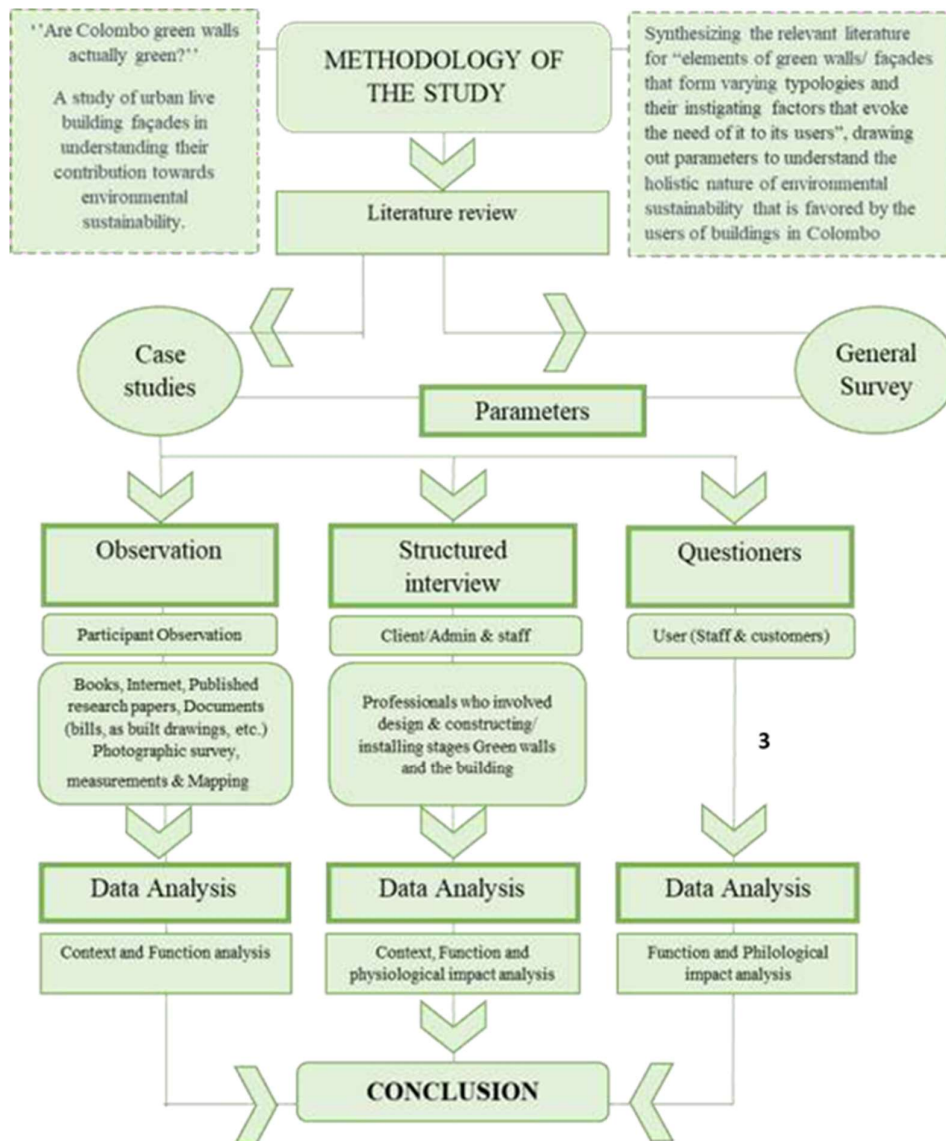 ''Are Colombo green walls
actually green?''
A study of urban live
building façades in
understanding their
contribution towards
environmental
sustainability.
METHODOLOGY OF
THE STUDY
Synthesizing the relevant literature
for “elements of green walls/ façades
that form varying typologies and
their instigating factors that evoke
the need of it to its users”, drawing
out parameters to understand the
holistic nature of environmental
sustainability that is favored by the
users of buildings in Colombo
Literature review
Case
studies
General
Survey
Parameters
Observation
Structured
interview
Questioners
Participant Observation
Client/Admin & staff
User (Staff & customers)
Books, Internet, Published
research papers, Documents
(bills, as built drawings, etc.)
Photographic survey,
measurements & Mapping
Professionals who involved
design & constructing/
installing stages Green walls
and the building
3
Data Analysis
Data Analysis
Data Analysis
Context and Function analysis
Context, Function and
physiological impact analysis
Function and Philological
impact analysis
CONCLUSION